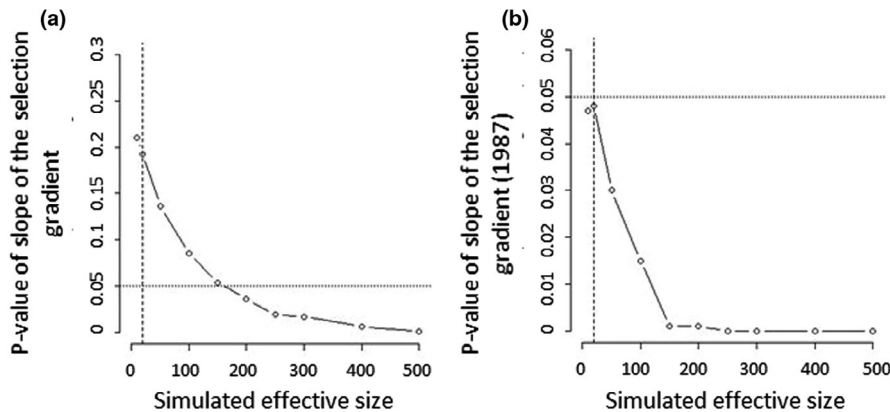 (a)
P-value of slope of the selection
gradient
0.3
0.25
0.2
0.15
0.1
0.05
0
0 100 200 300 400 500
Simulated effective size
(b)
P-value of slope of the selection
gradient (1987)
0.06
0.05
0.04
0.03
0.02
0.01
0
0 100 200 300 400 500
Simulated effective size